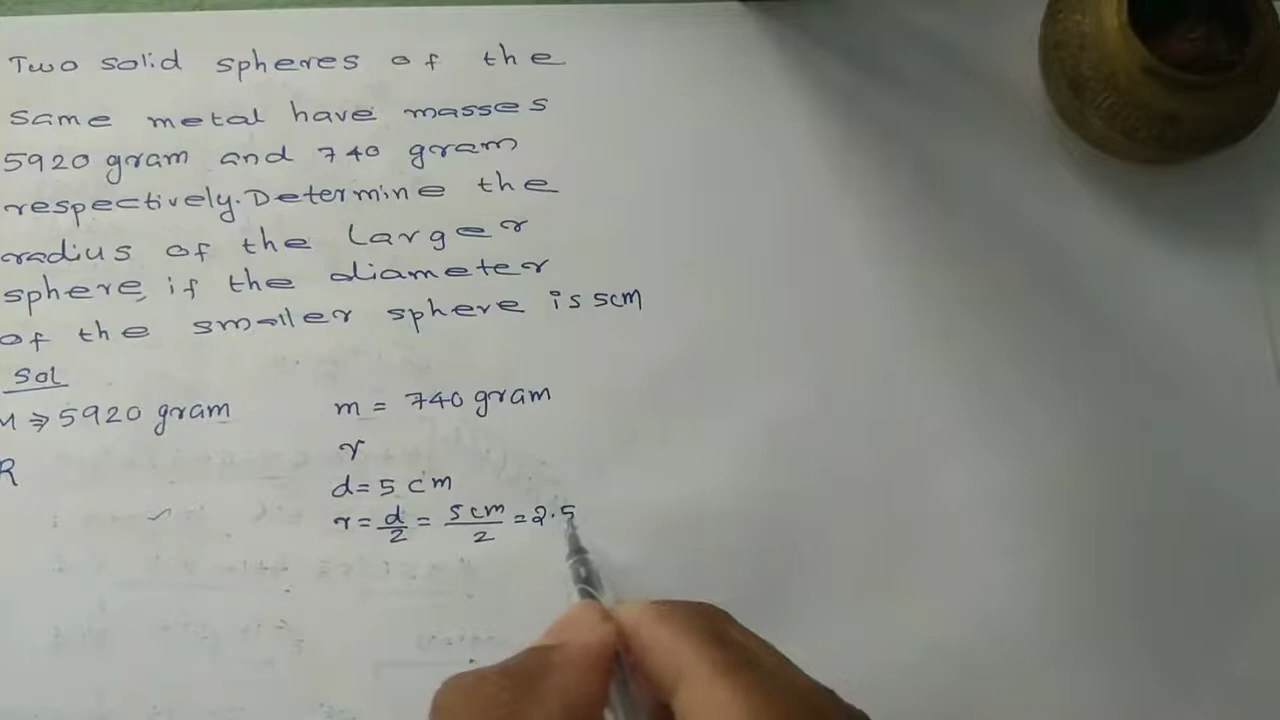 Two solid spheres of the
same metal have masses
5920 gram and 740 gram
respectively. Determine the
radius of the larger
sphere, if the diameter
of the smaller sphere is 5cm
Sol
M ⇒ 5920 gram m = 740 gram
R r
d = 5 cm
r = d/2 = 5cm/2 = 2.5